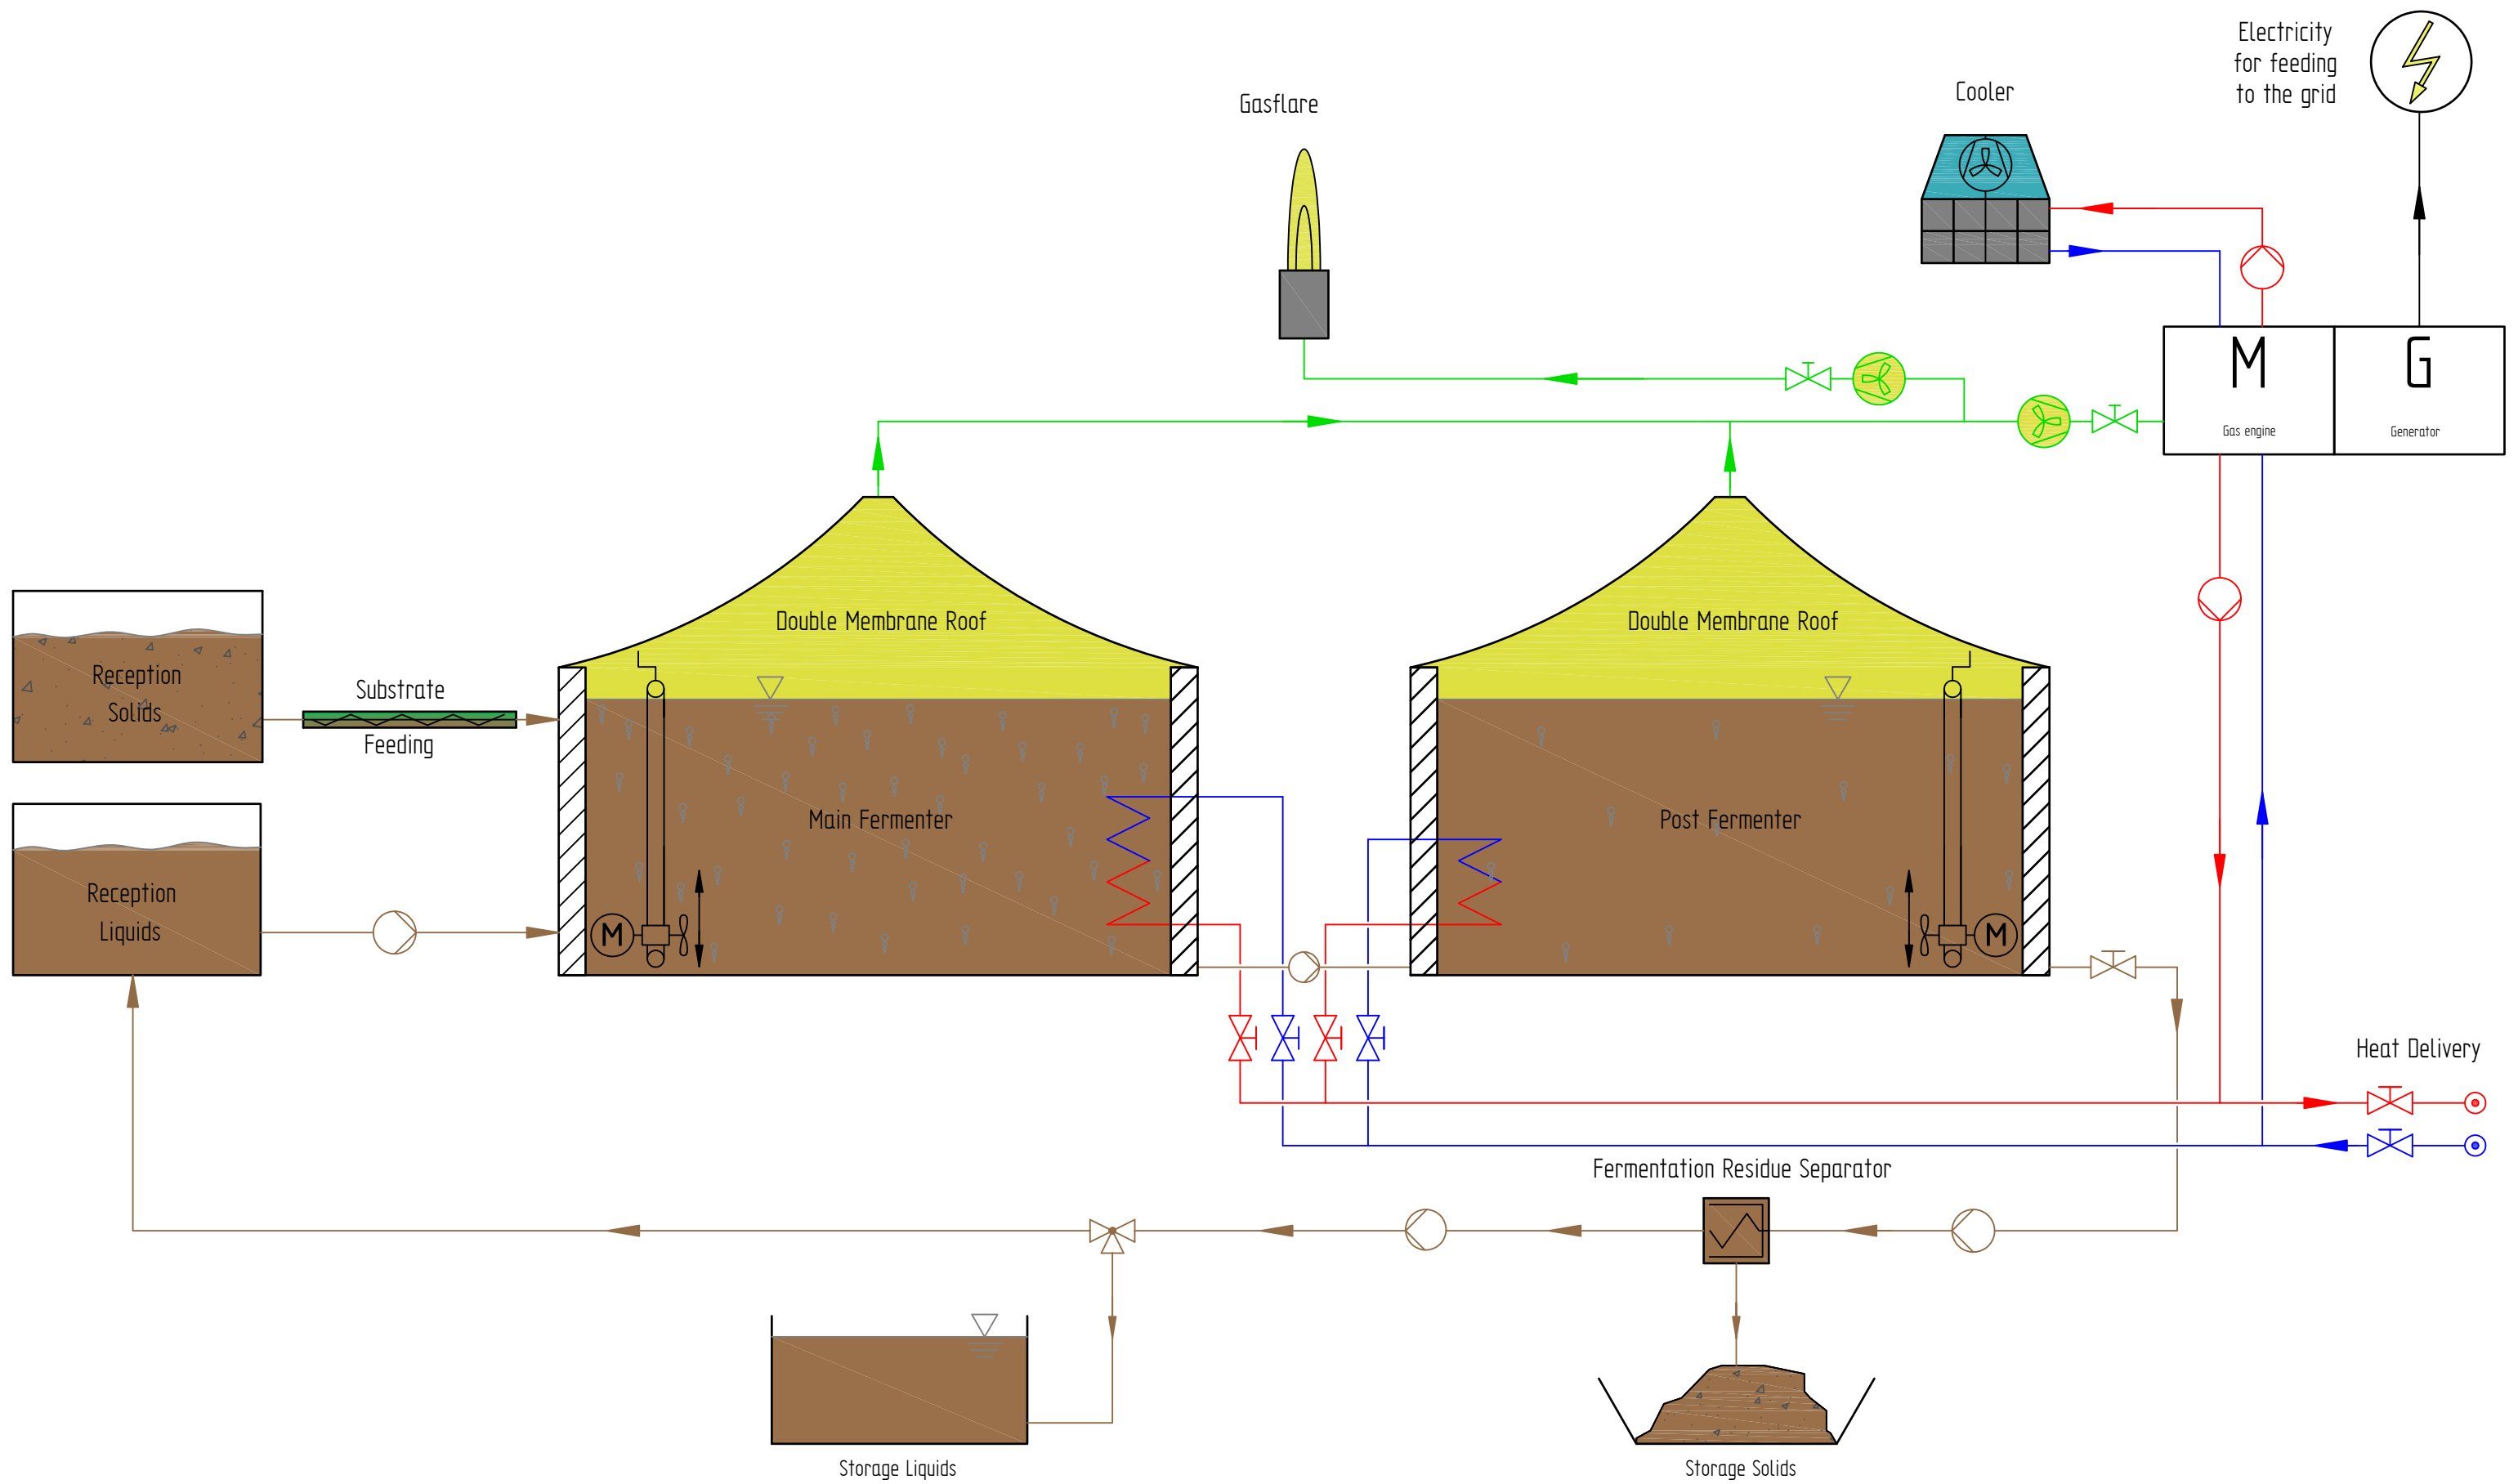 Electricity
for feeding
to the grid
Cooler
Gasflare
M
G
Gas engine
Generator
Double Membrane Roof
Double Membrane Roof
Reception
Solids
Substrate
Feeding
Main Fermenter
Post Fermenter
Reception
Liquids
M
M
Heat Delivery
Fermentation Residue Separator
Storage Liquids
Storage Solids